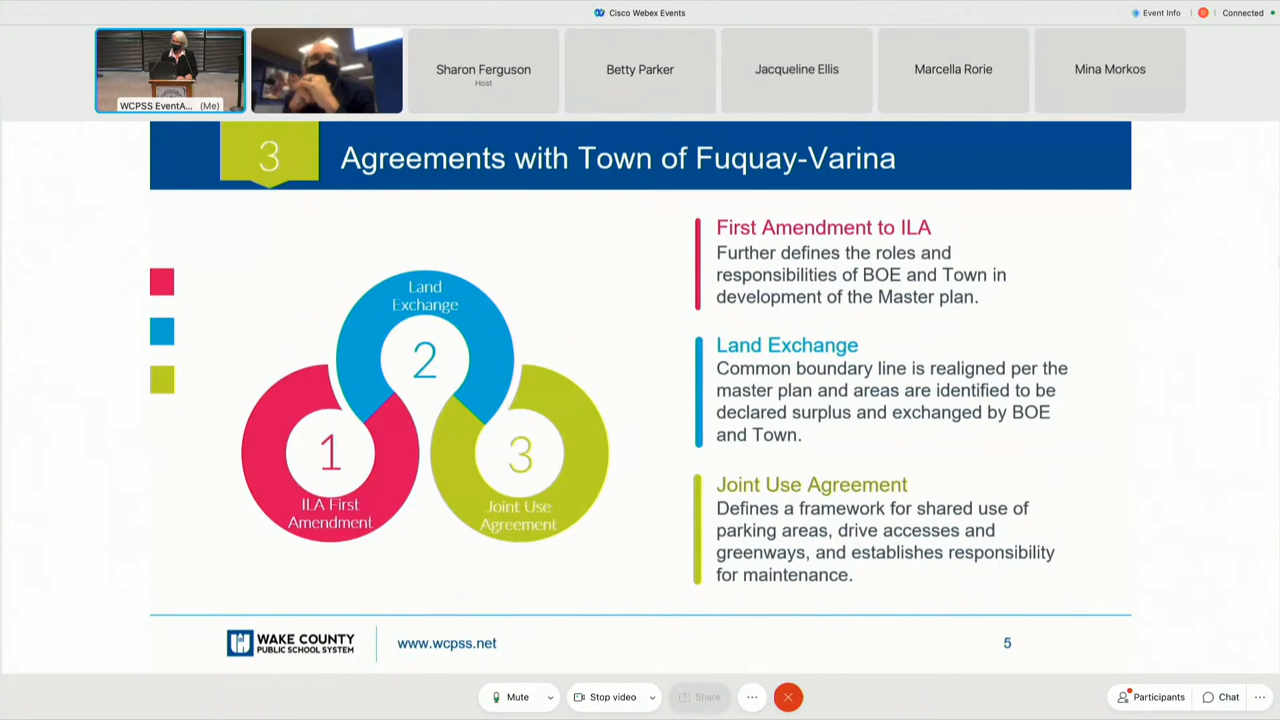 Cisco Webex Events
Event Info
Connected
WCPSS EventA... (Me)
Sharon Ferguson
Host
Betty Parker
Jacqueline Ellis
Marcella Rorie
Mina Morkos
3
Agreements with Town of Fuquay-Varina
Land
Exchange
2
1
ILA First
Amendment
3
Joint Use
Agreement
First Amendment to ILA
Further defines the roles and
responsibilities of BOE and Town in
development of the Master plan.
Land Exchange
Common boundary line is realigned per the
master plan and areas are identified to be
declared surplus and exchanged by BOE
and Town.
Joint Use Agreement
Defines a framework for shared use of
parking areas, drive accesses and
greenways, and establishes responsibility
for maintenance.
WAKE COUNTY
PUBLIC SCHOOL SYSTEM
www.wcpss.net
5
Mute
Stop video
Share
...
Participants
Chat
...